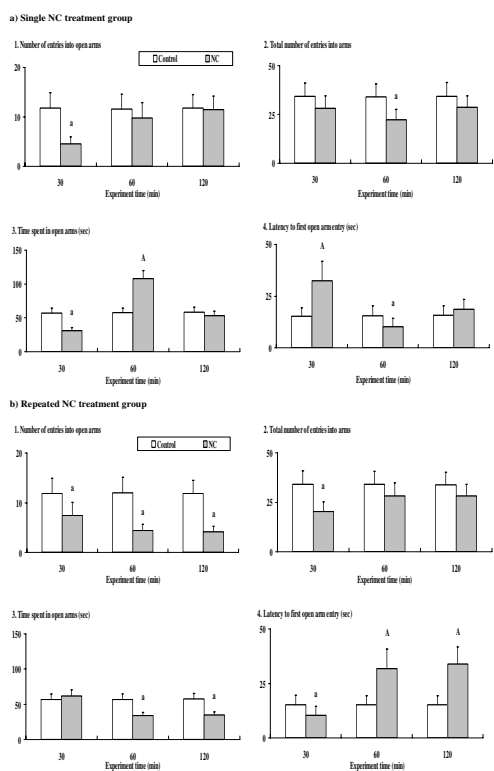 a) Single NC treatment group
1. Number of entries into open arms
Control NC
20
10
0
a
30 60 120
Experiment time (min)
2. Total number of entries into arms
50
25
0
a
30 60 120
Experiment time (min)
3. Time spent in open arms (sec)
150
100
50
0
a A
30 60 120
Experiment time (min)
4. Latency to first open arm entry (sec)
50
25
0
A a
30 60 120
Experiment time (min)
b) Repeated NC treatment group
1. Number of entries into open arms
Control NC
20
10
0
a a a
30 60 120
Experiment time (min)
2. Total number of entries into arms
50
25
0
a
30 60 120
Experiment time (min)
3. Time spent in open arms (sec)
150
100
50
0
a a
30 60 120
Experiment time (min)
4. Latency to first open arm entry (sec)
50
25
0
a A A
30 60 120
Experiment time (min)